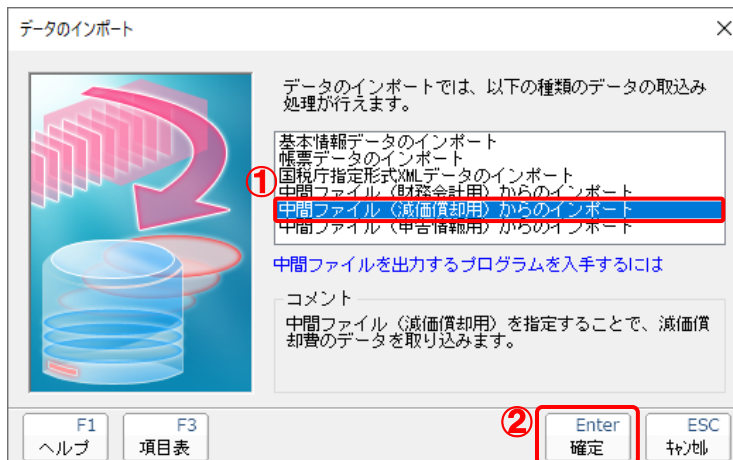 データのインポート
データのインポートでは、以下の種類のデータの取込み
処理が行えます。
基本情報データのインポート
帳票データのインポート
国税庁指定形式XMLデータのインポート
中間ファイル（財務会計用）からのインポート
①
中間ファイル（減価償却用）からのインポート
中間ファイル（申告情報用）からのインポート
中間ファイルを出力するプログラムを入手するには
コメント
中間ファイル（減価償却用）を指定することで、減価償
却費のデータを取り込みます。
F1
ヘルプ
F3
項目表
②
Enter
確定
ESC
ｷｬﾝｾﾙ